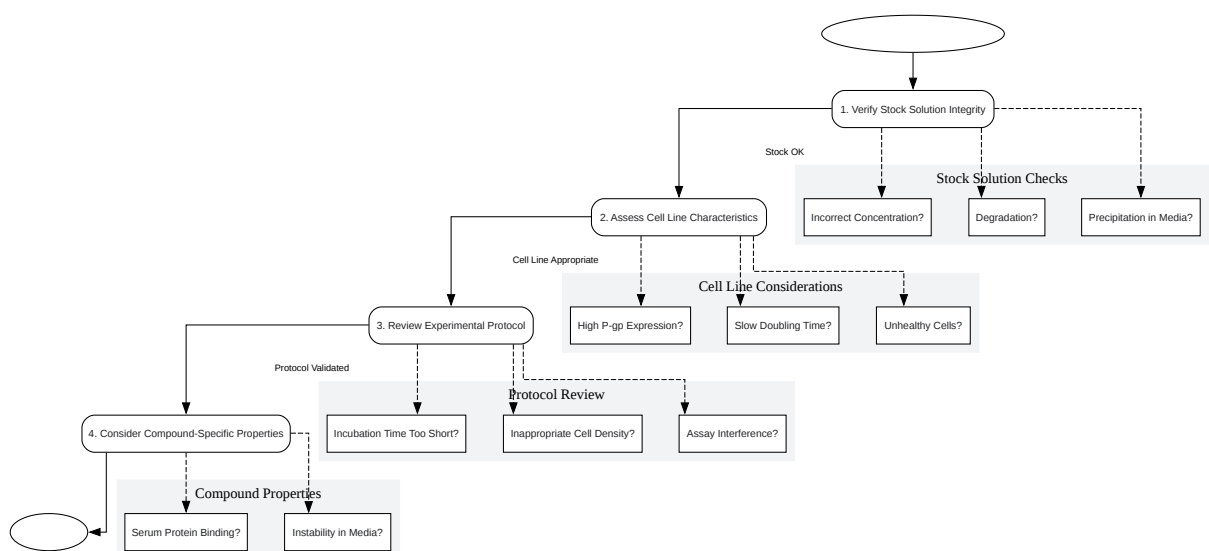 1. Verify Stock Solution Integrity
Stock OK
Stock Solution Checks
Incorrect Concentration?
Degradation?
Precipitation in Media?
2. Assess Cell Line Characteristics
Cell Line Appropriate
Cell Line Considerations
High P-gp Expression?
Slow Doubling Time?
Unhealthy Cells?
3. Review Experimental Protocol
Protocol Validated
Protocol Review
Incubation Time Too Short?
Inappropriate Cell Density?
Assay Interference?
4. Consider Compound-Specific Properties
Compound Properties
Serum Protein Binding?
Instability in Media?